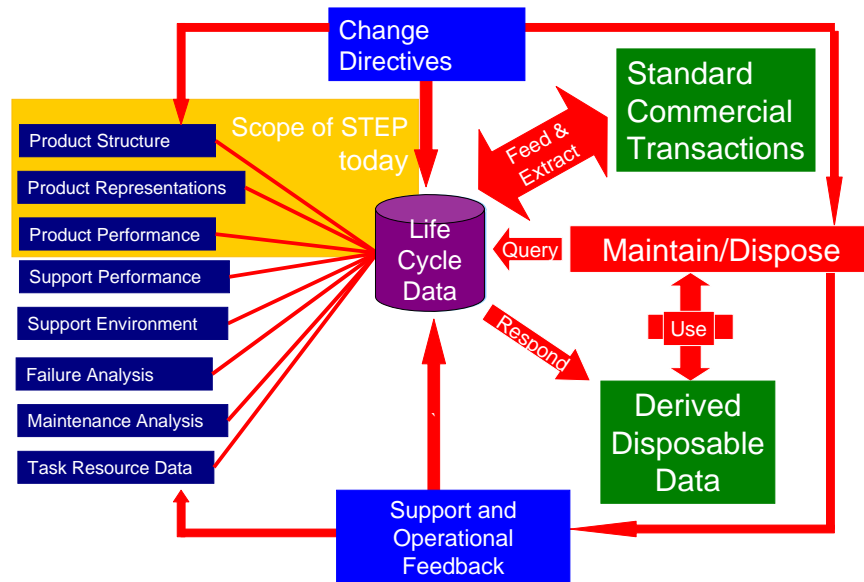 Change
Directives
Standard
Commercial
Transactions
Scope of STEP
today
Feed &
Extract
Product Structure
Product Representations
Product Performance
Support Performance
Support Environment
Failure Analysis
Maintenance Analysis
Task Resource Data
Life
Cycle
Data
Query
Maintain/Dispose
Respond
Use
Derived
Disposable
Data
Support and
Operational
Feedback